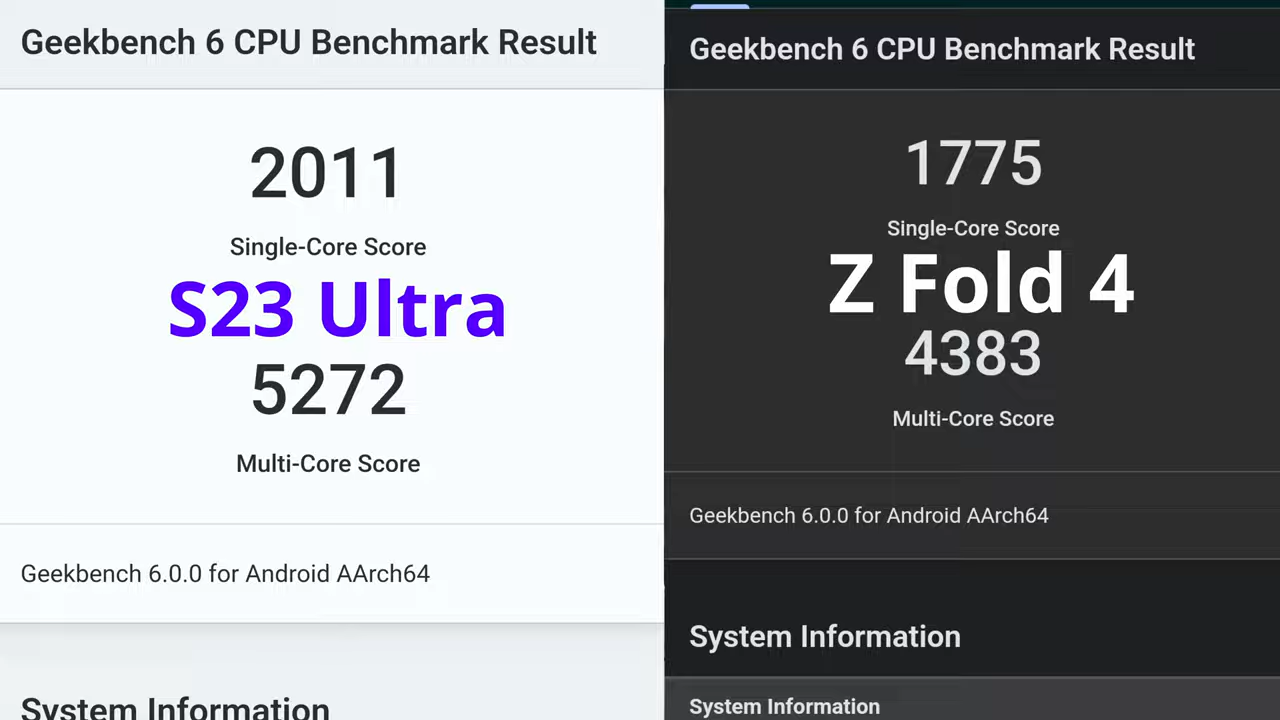 Geekbench 6 CPU Benchmark Result
2011
Single-Core Score
S23 Ultra
5272
Multi-Core Score
Geekbench 6.0.0 for Android AArch64
System Information
Geekbench 6 CPU Benchmark Result
1775
Single-Core Score
Z Fold 4
4383
Multi-Core Score
Geekbench 6.0.0 for Android AArch64
System Information
System Information